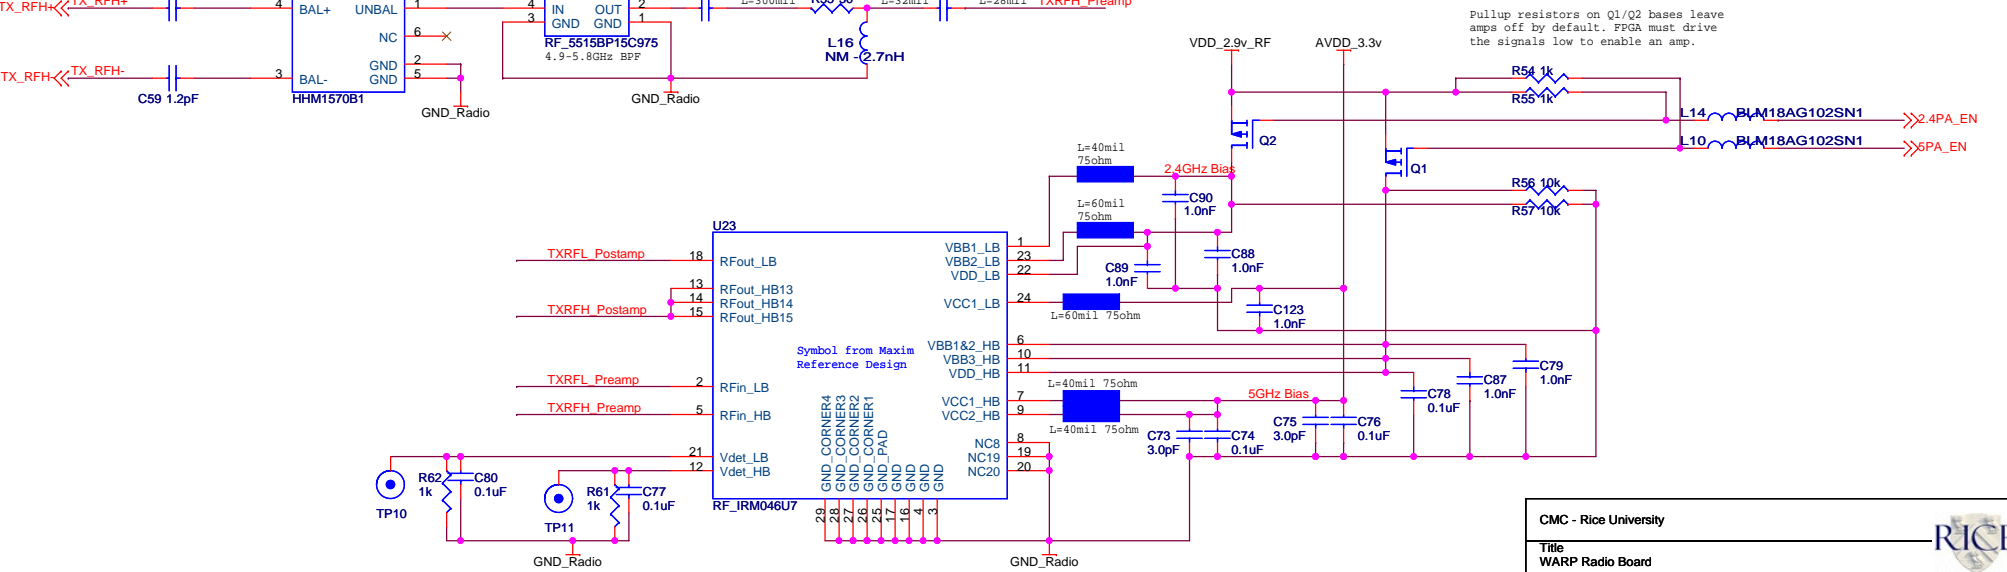 TX_RFH+
TX_RFH+
4
BAL+
UNBAL
1
NC
6
GND
2
GND
5
TX_RFH-
TX_RFH-
3
BAL-
C59 1.2pF
HHM1570B1
GND_Radio
4
IN
OUT
2
3
GND
GND
1
RF_5515BP15C975
4.9-5.8GHz BPF
GND_Radio
L=300mil
L=32mil
L=28mil
TXRFH_Preamp
L16
NM - 2.7nH
Pullup resistors on Q1/Q2 bases leave
amps off by default. FPGA must drive
the signals low to enable an amp.
VDD_2.9v_RF
AVDD_3.3v
R54 1k
R55 1k
L14
BLM18AG102SN1
2.4PA_EN
L10
BLM18AG102SN1
5PA_EN
Q2
Q1
R56 10k
R57 10k
L=40mil
75ohm
2.4GHz Bias
C90
1.0nF
L=60mil
75ohm
C89
1.0nF
C88
1.0nF
C123
1.0nF
L=60mil 75ohm
U23
TXRFL_Postamp
18
RFout_LB
13
RFout_HB13
14
RFout_HB14
TXRFH_Postamp
15
RFout_HB15
Symbol from Maxim
Reference Design
TXRFL_Preamp
2
RFin_LB
TXRFH_Preamp
5
RFin_HB
21
Vdet_LB
12
Vdet_HB
VBB1_LB
1
VBB2_LB
23
VDD_LB
22
VCC1_LB
24
VBB1&2_HB
6
VBB3_HB
10
VDD_HB
11
VCC1_HB
7
VCC2_HB
9
NC8
8
NC19
19
NC20
20
GND_CORNER4
GND_CORNER3
GND_CORNER2
GND_CORNER1
GND_PAD
GND
GND
GND
GND
29
28
27
26
25
17
16
4
3
RF_IRM046U7
L=40mil 75ohm
L=40mil 75ohm
5GHz Bias
C73
3.0pF
C74
0.1uF
C75
3.0pF
C76
0.1uF
C78
0.1uF
C87
1.0nF
C79
1.0nF
TP10
R62
1k
C80
0.1uF
TP11
R61
1k
C77
0.1uF
GND_Radio
GND_Radio
CMC - Rice University
Title
WARP Radio Board
RICE